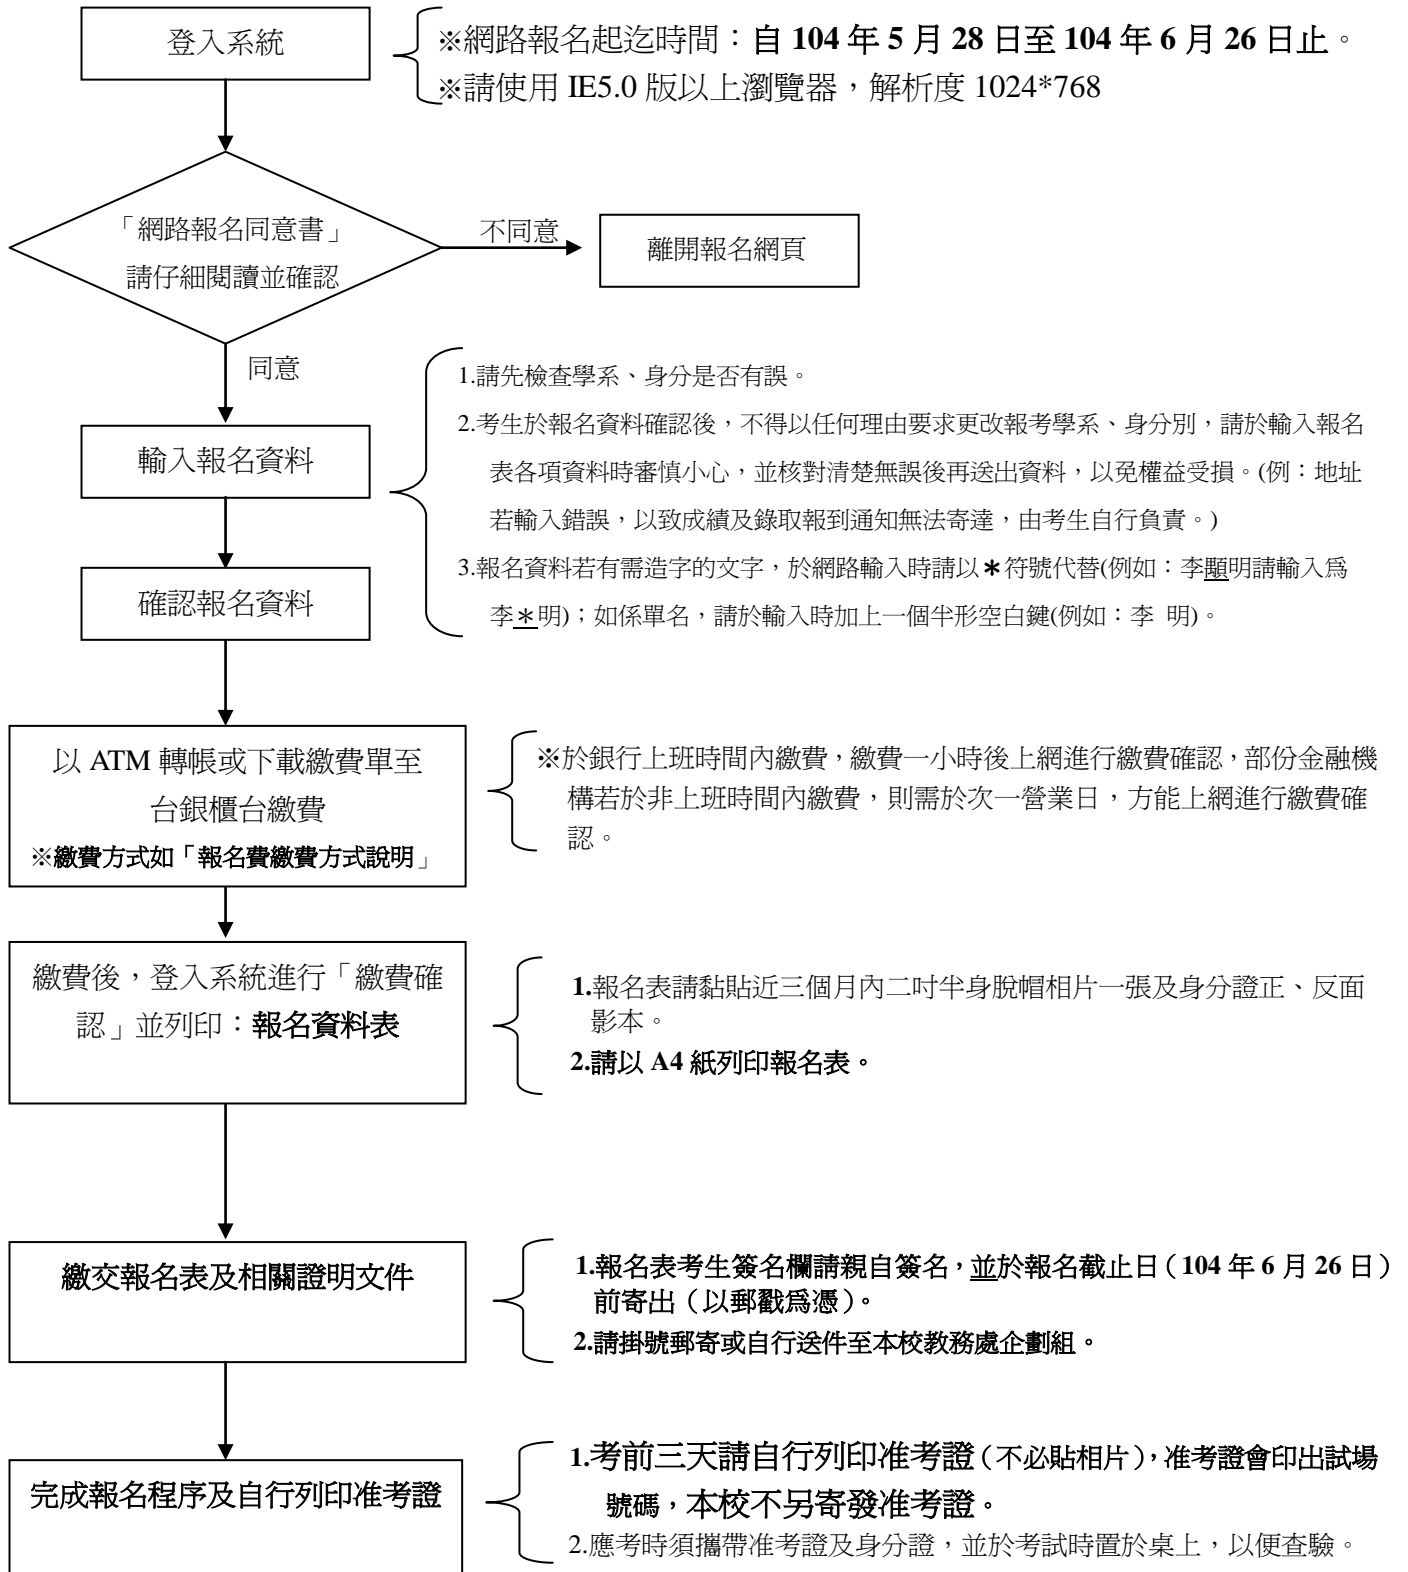 登入系統
※網路報名起迄時間：自 104 年 5 月 28 日至 104 年 6 月 26 日止。
※請使用 IE5.0 版以上瀏覽器，解析度 1024*768
「網路報名同意書」
請仔細閱讀並確認
不同意
離開報名網頁
同意
1.請先檢查學系、身分是否有誤。
2.考生於報名資料確認後，不得以任何理由要求更改報考學系、身分別，請於輸入報名
表各項資料時審慎小心，並核對清楚無誤後再送出資料，以免權益受損。(例：地址
若輸入錯誤，以致成績及錄取報到通知無法寄達，由考生自行負責。)
3.報名資料若有需造字的文字，於網路輸入時請以＊符號代替(例如：李顒明請輸入為
李＊明)；如係單名，請於輸入時加上一個半形空白鍵(例如：李 明)。
輸入報名資料
確認報名資料
以 ATM 轉帳或下載繳費單至
台銀櫃台繳費
※繳費方式如「報名費繳費方式說明」
※於銀行上班時間內繳費，繳費一小時後上網進行繳費確認，部份金融機
構若於非上班時間內繳費，則需於次一營業日，方能上網進行繳費確
認。
繳費後，登入系統進行「繳費確
認」並列印：報名資料表
1.報名表請黏貼近三個月內二吋半身脫帽相片一張及身分證正、反面
影本。
2.請以 A4 紙列印報名表。
繳交報名表及相關證明文件
1.報名表考生簽名欄請親自簽名，並於報名截止日（104 年 6 月 26 日）
前寄出（以郵戳為憑）。
2.請掛號郵寄或自行送件至本校教務處企劃組。
完成報名程序及自行列印准考證
1.考前三天請自行列印准考證（不必貼相片），准考證會印出試場
號碼，本校不另寄發准考證。
2.應考時須攜帶准考證及身分證，並於考試時置於桌上，以便查驗。